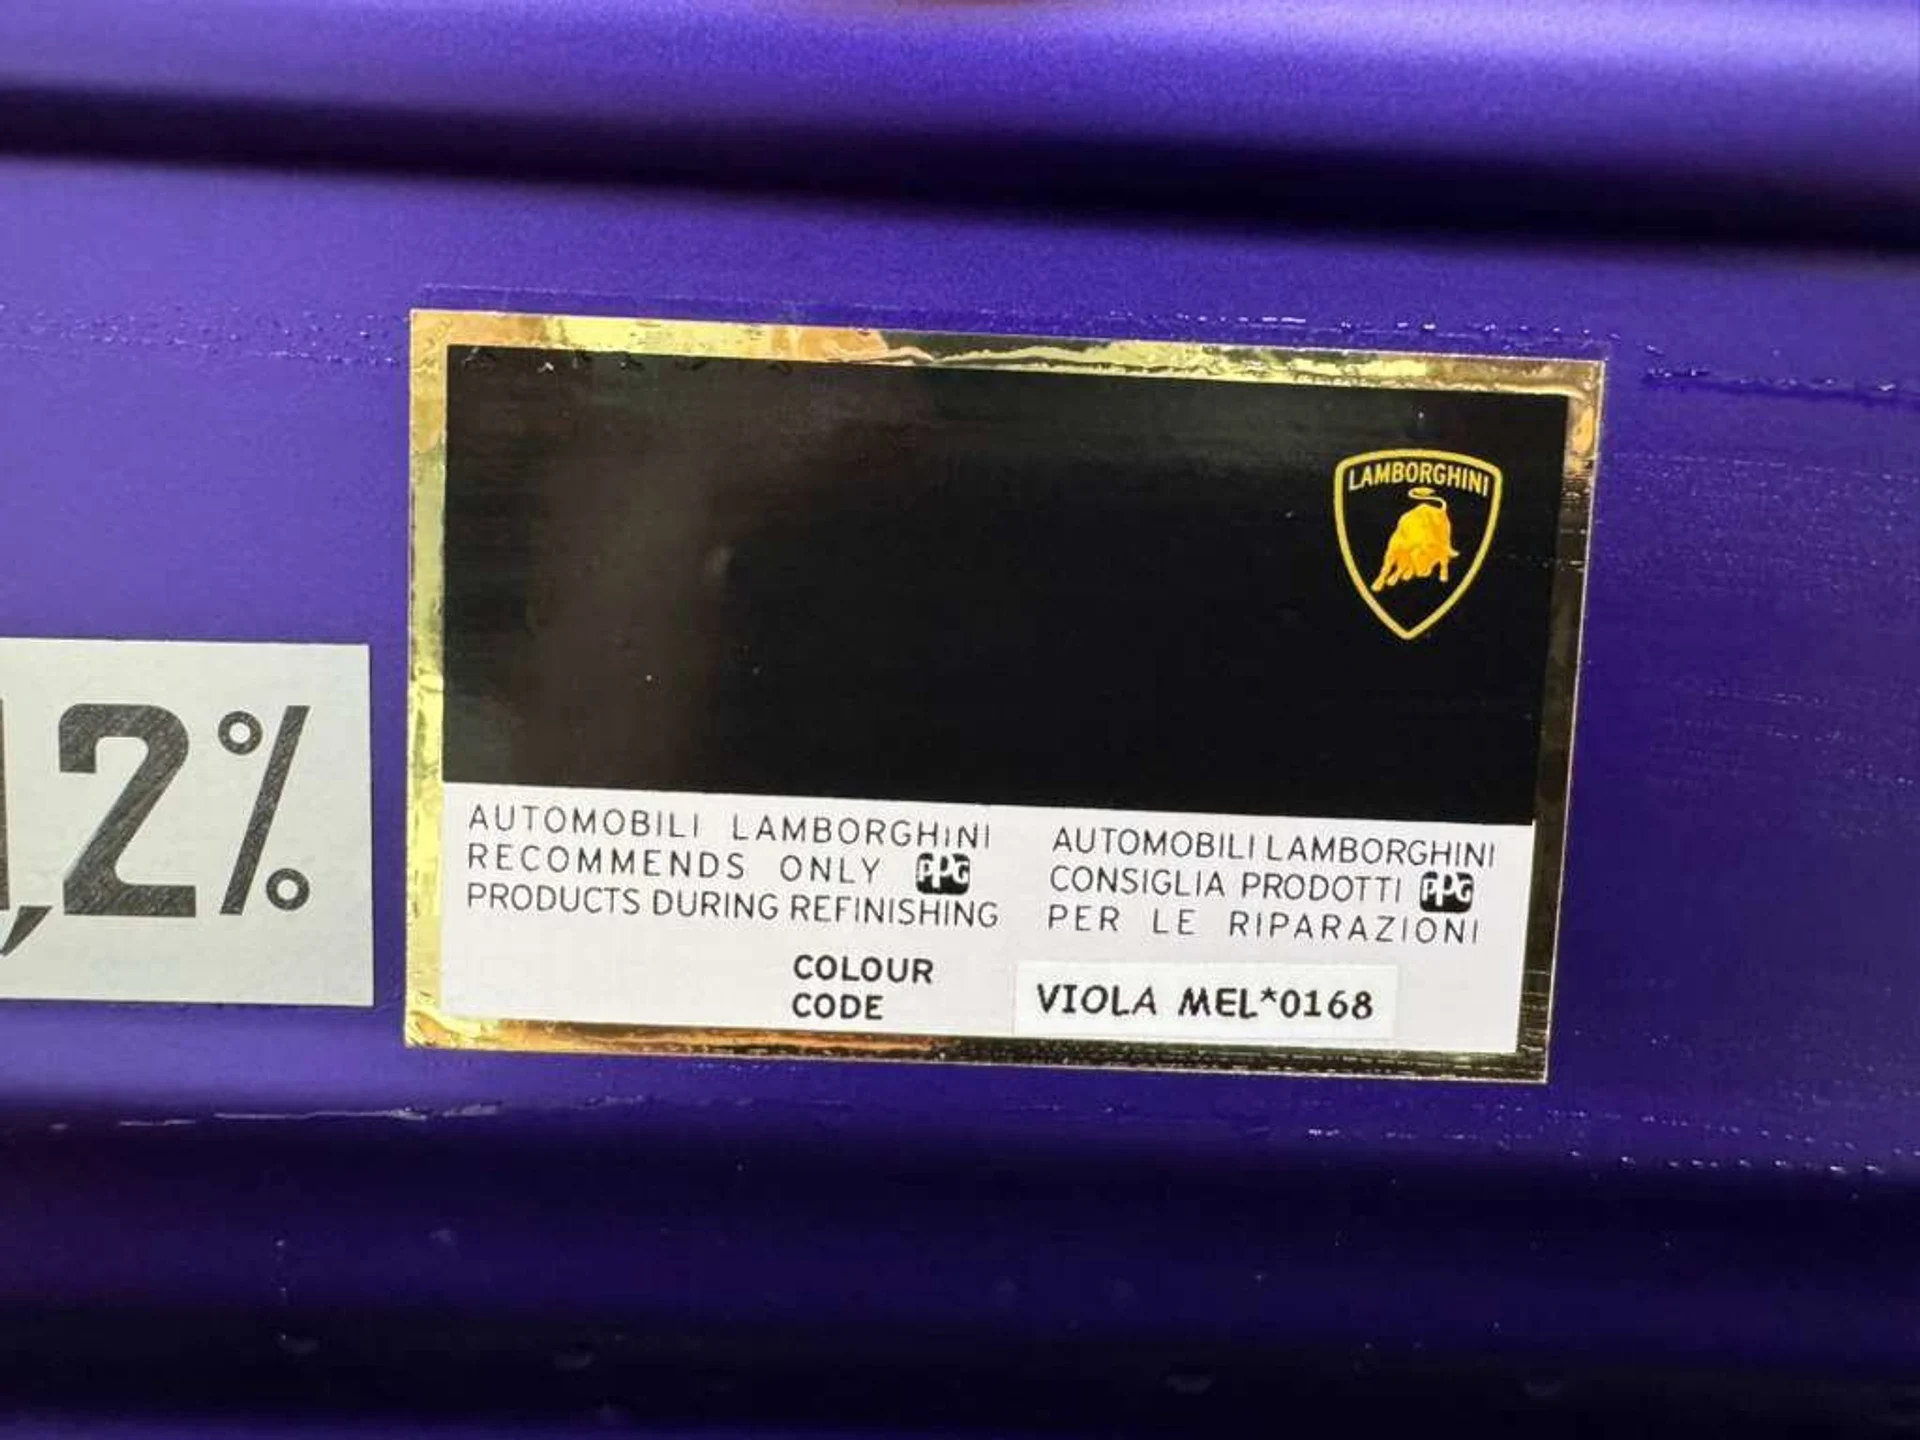 LAMBORGHINI
AUTOMOBILI LAMBORGHINI
RECOMMENDS ONLY PPG
PRODUCTS DURING REFINISHING
AUTOMOBILI LAMBORGHINI
CONSIGLIA PRODOTTI PPG
PER LE RIPARAZIONI
COLOUR
CODE
VIOLA MEL*0168
,2%